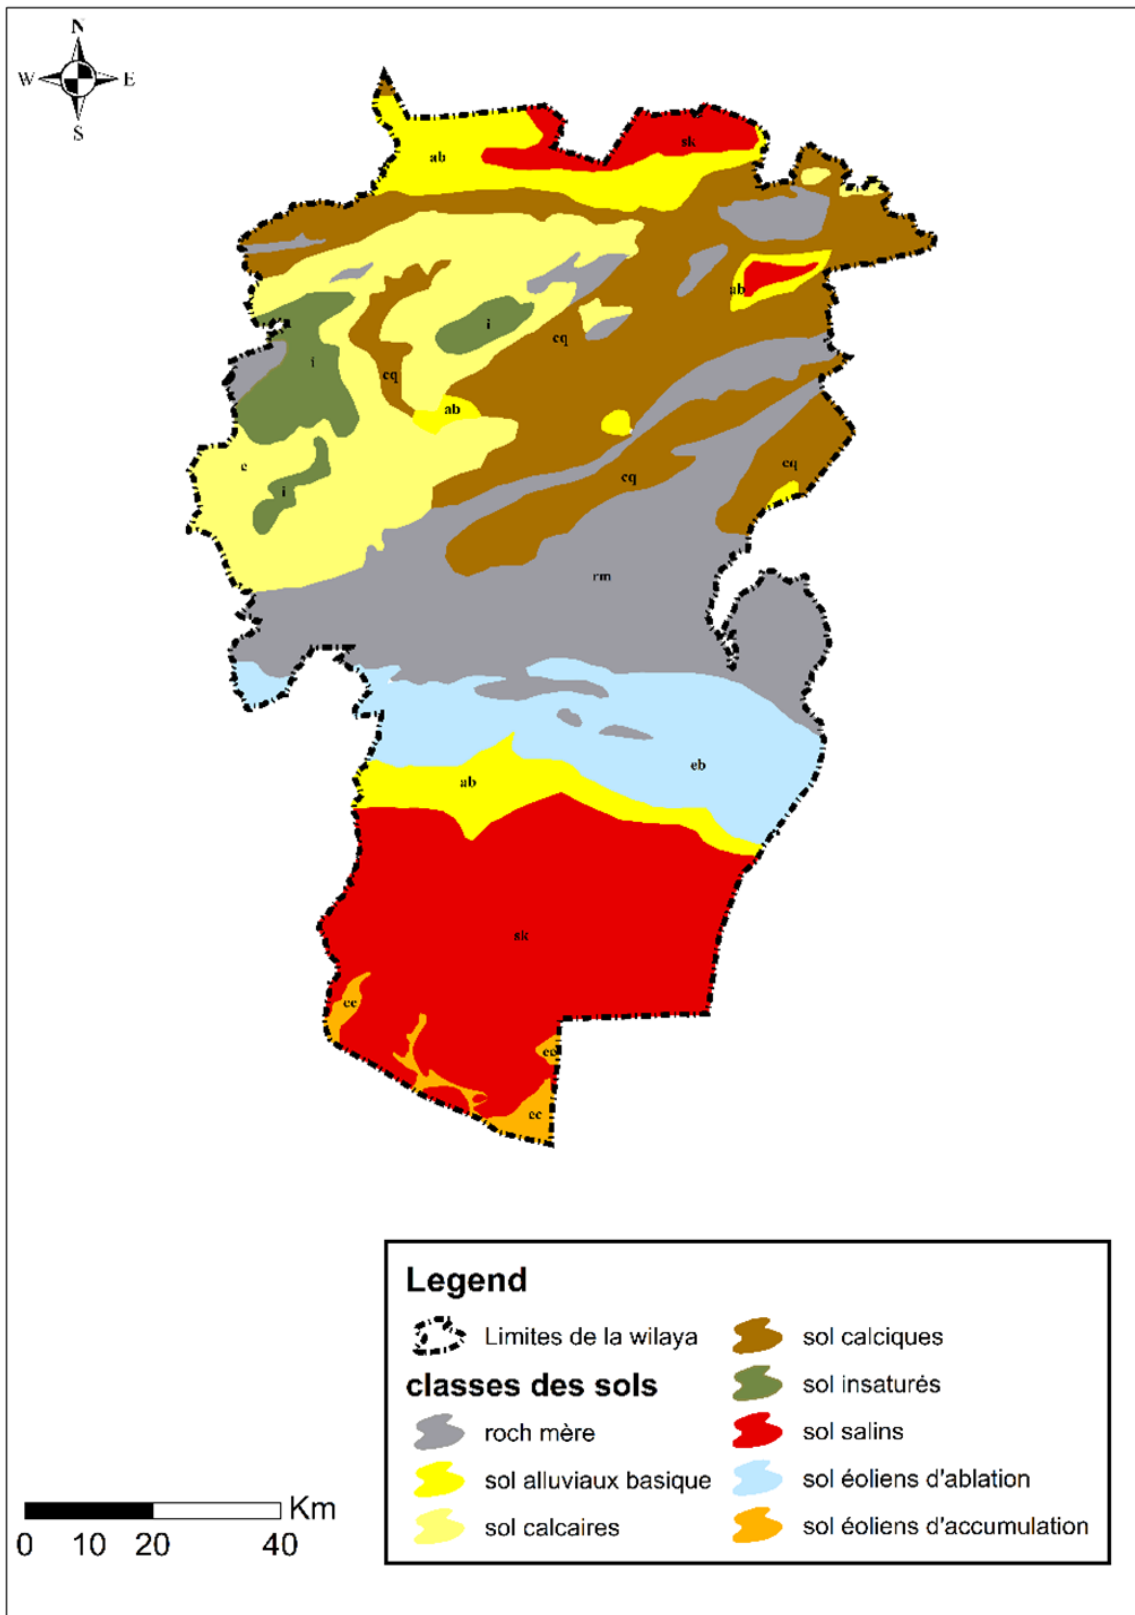 N
W E
S
ab
sk
ab
i
cq
i
cq
ab
c
cq
cq
i
rm
eb
ab
sk
ec
ec
ec
Legend
Limites de la wilaya
classes des sols
roch mère
sol alluviaux basique
sol calcaires
sol calciques
sol insaturés
sol salins
sol éoliens d'ablation
sol éoliens d'accumulation
Km
0 10 20 40